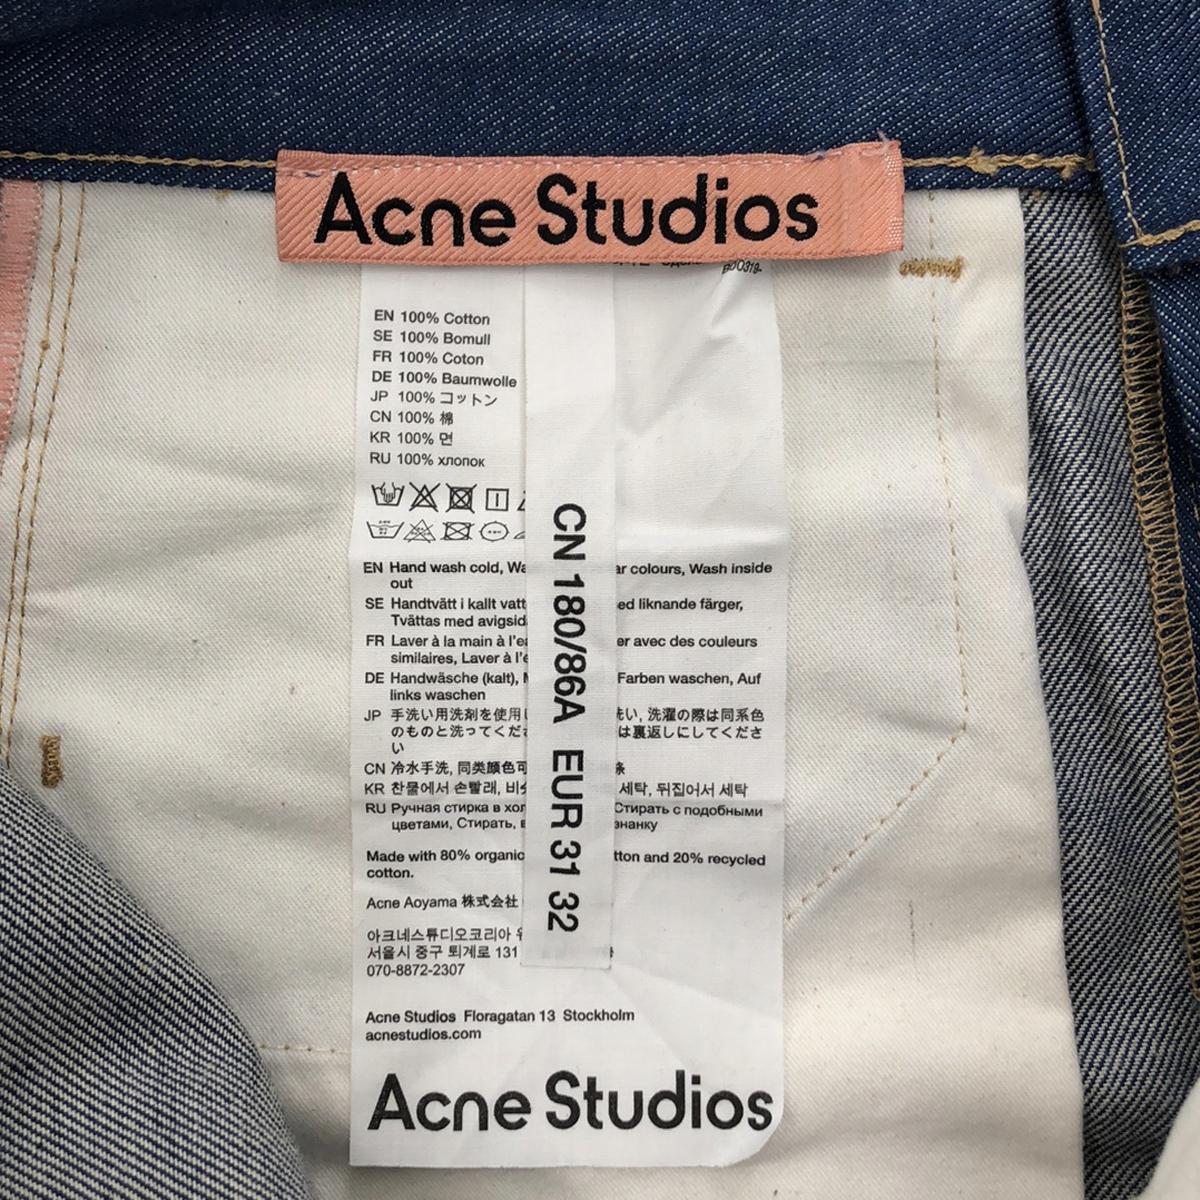 Acne Studios
B00319-
EN 100% Cotton
SE 100% Bomull
FR 100% Coton
DE 100% Baumwolle
JP 100% コットン
CN 100% 棉
KR 100% 면
RU 100% хлопок
EN Hand wash cold, colours, Wash inside
out
SE Handtvätt i kallt liknande färger,
Tvättas med
FR Laver à la main à avec des couleurs
similaires, Laver à
DE Handwäsche (kalt), Farben waschen, Auf
links waschen
JP 手洗い用洗剤を使用 洗い, 洗濯の際は同系色
のものと洗ってくだ は裏返しにしてくださ
い
CN 冷水手洗, 同类颜色可
KR 찬물에서 손빨래, 세탁, 뒤집어서 세탁
RU Ручная стирка в Стирать с подобными
цветами, Стирать,
Made with 80% organic and 20% recycled
cotton.
Acne Aoyama 株式会社
아크네스튜디오코리아
서울시 중구 퇴계로 131
070-8872-2307
Acne Studios Floragatan 13 Stockholm
acnestudios.com
Acne Studios
CN 180/86A EUR 31 32